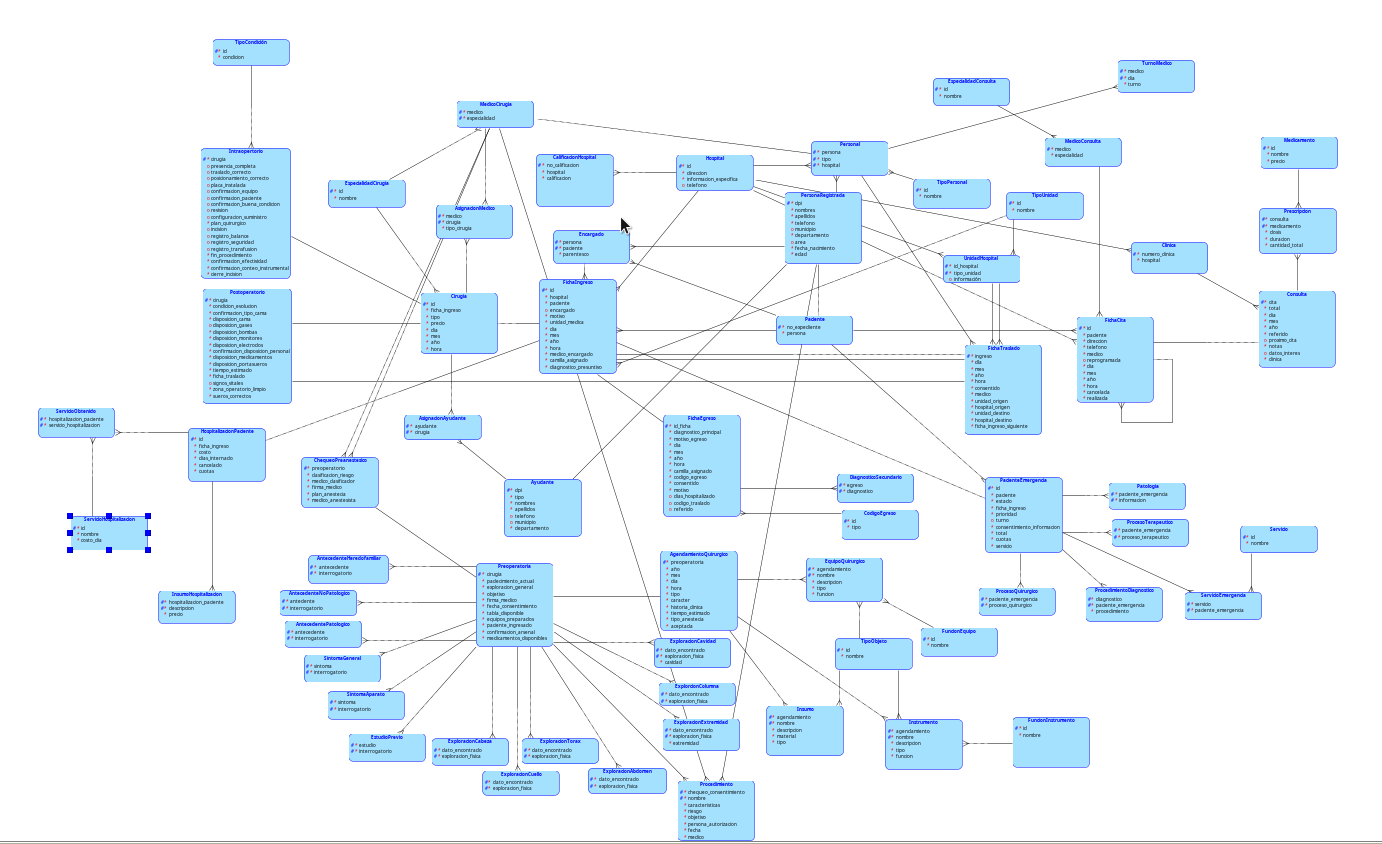 TipoCondición
#* id
* condicion
TurnoMedico
#* medico
#* dia
* turno
EspecialidadConsulta
#* id
* nombre
MedicoCirugia
#* medico
#* especialidad
Medicamento
#* id
* nombre
* precio
MedicoConsulta
#* medico
* especialidad
Personal
#* persona
#* tipo
#* hospital
Intraopertorio
#* cirugia
o presencia_completa
* traslado_correcto
* posicionamiento_correcto
o placa_instalada
o confirmacion_equipo
o confirmacion_paciente
o confirmacion_buena_condicion
o revision
o configuracion_suministro
* plan_quirurgico
o incision
o registro_balance
o registro_seguridad
o registro_transfusion
* fin_procedimiento
* confirmacion_efectividad
* confirmacion_conteo_instrumental
* cierre_incision
CalificacionHospital
#* no_calificacion
* hospital
* calificacion
Hospital
#* id
* direccion
* informacion_especifica
o telefono
EspecialidadCirugia
#* id
* nombre
TipoPersonal
#* id
* nombre
PersonaRegistrada
#* dpi
* nombres
* apellidos
* telefono
o municipio
* departamento
o area
* fecha_nacimiento
* edad
TipoUnidad
#* id
* nombre
AsignacionMedico
* medico
* cirugia
* tipo_cirugia
Prescripcion
#* consulta
#* medicamento
* dosis
* duracion
* cantidad_total
Encargado
#* persona
#* paciente
* parentesco
Clinica
#* numero_clinica
* hospital
UnidadHospital
#* id_hospital
#* tipo_unidad
o información
FichaIngreso
#* id
* hospital
* paciente
o encargado
* motivo
* unidad_medica
* dia
* mes
* año
* hora
* medico_encargado
* camilla_asignado
* diagnostico_presuntivo
Postoperatorio
#* cirugia
* condicion_evolucion
* confirmacion_tipo_cama
* disposicion_cama
o disposicion_gases
* disposicion_bombas
* disposicion_monitores
* disposicion_electrodos
* confirmacion_disposicion_personal
* disposicion_medicamentos
* disposicion_portasueros
* tiempo_estimado
* ficha_traslado
o signos_vitales
* zona_operatorio_limpio
* sueros_correctos
Cirugia
#* id
* ficha_ingreso
* tipo
* precio
* dia
* mes
* año
* hora
Consulta
#* cita
* total
* dia
* mes
* año
* referido
o proximo_cita
* notas
o datos_interes
* clinica
Paciente
#* no_expediente
* persona
FichaCita
#* id
* paciente
* direccion
* telefono
* medico
o reprogramada
* dia
* mes
* año
* hora
* cancelada
* realizada
FichaTraslado
#* ingreso
* dia
* mes
* año
* hora
* consentido
* medico
* unidad_origen
* hospital_origen
* unidad_destino
* hospital_destino
* ficha_ingreso_siguiente
ServicioObtenido
#* hospitalizacion_paciente
#* servicio_hospitalizacion
AsignacionAyudante
#* ayudante
#* cirugia
FichaEgreso
#* id_ficha
* diagnostico_principal
* motivo_egreso
* dia
* mes
* año
* hora
* camilla_asignado
* codigo_egreso
* consentido
* motivo
o dias_hospitalizado
o codigo_traslado
o referido
HospitalizacionPaciente
#* id
* ficha_ingreso
* costo
* dias_internado
* cancelado
* cuotas
ChequeoPreanestesico
#* preoperatorio
* clasificacion_riesgo
* medico_clasificador
* firma_medico
* plan_anestecia
* medico_anestesista
DiagnosticoSecundario
#* egreso
#* diagnostico
Ayudante
#* dpi
* tipo
* nombres
* apellidos
o telefono
o municipio
* departamento
PacienteEmergencia
#* id
* paciente
* estado
* ficha_ingreso
* prioridad
o turno
* consentimiento_informacion
* total
* cuotas
* servicio
Patologia
#* paciente_emergencia
#* informacion
CodigoEgreso
#* id
* tipo
ServicioHospitalizacion
#* id
* nombre
* costo_dia
ProcesoTerapeutico
#* paciente_emergencia
#* proceso_terapeutico
Servicio
#* id
* nombre
AgendamientoQuirurgico
#* preoperatoria
* año
* mes
* dia
* hora
* tipo
* caracter
* historia_clinica
* tiempo_estimado
* tipo_anestecia
* aceptada
AntecedenteHeredofamiliar
#* antecedente
#* interrogatorio
EquipoQuirurgico
#* agendamiento
#* nombre
* descripcion
* tipo
* funcion
Preoperatoria
#* cirugia
* padecimiento_actual
* exploracion_general
* objetivo
* firma_medico
* fecha_consentimiento
* tabla_disponible
* equipos_preparados
* paciente_ingresado
* confirmacion_arsenal
* medicamentos_disponibles
ProcesoQuirurgico
#* paciente_emergencia
#* proceso_quirurgico
ProcedimientoDiagnostico
#* diagnostico
#* paciente_emergencia
* procedimiento
ServicioEmergencia
#* servicio
#* paciente_emergencia
InsumoHospitalizacion
#* hospitalizacion_paciente
#* descripcion
* precio
AntecedenteNoPatologico
#* antecedente
#* interrogatorio
AntecedentePatologico
#* antecedente
#* interrogatorio
FuncionEquipo
#* id
* nombre
ExploracionCavidad
#* dato_encontrado
#* exploracion_fisica
* cavidad
TipoObjeto
#* id
* nombre
SintomaGeneral
#* sintoma
#* interrogatorio
ExplorcionColumna
#* dato_encontrado
#* exploracion_fisica
SintomaAparato
#* sintoma
#* interrogatorio
Insumo
#* agendamiento
#* nombre
* descripcion
* material
* tipo
ExploracionExtremidad
#* dato_encontrado
#* exploracion_fisica
* extremidad
Instrumento
#* agendamiento
#* nombre
* descripcion
* tipo
* funcion
FuncionInstrumento
#* id
* nombre
EstudioPrevio
#* estudio
#* interrogatorio
ExploracionCabeza
#* dato_encontrado
#* exploracion_fisica
ExploracionTorax
#* dato_encontrado
#* exploracion_fisica
ExploracionCuello
#* dato_encontrado
#* exploracion_fisica
ExploracionAbdomen
#* dato_encontrado
#* exploracion_fisica
Procedimiento
#* chequeo_consentimiento
#* nombre
* caracteristicas
* riesgo
* objetivo
* persona_autorizacion
* fecha
* medico